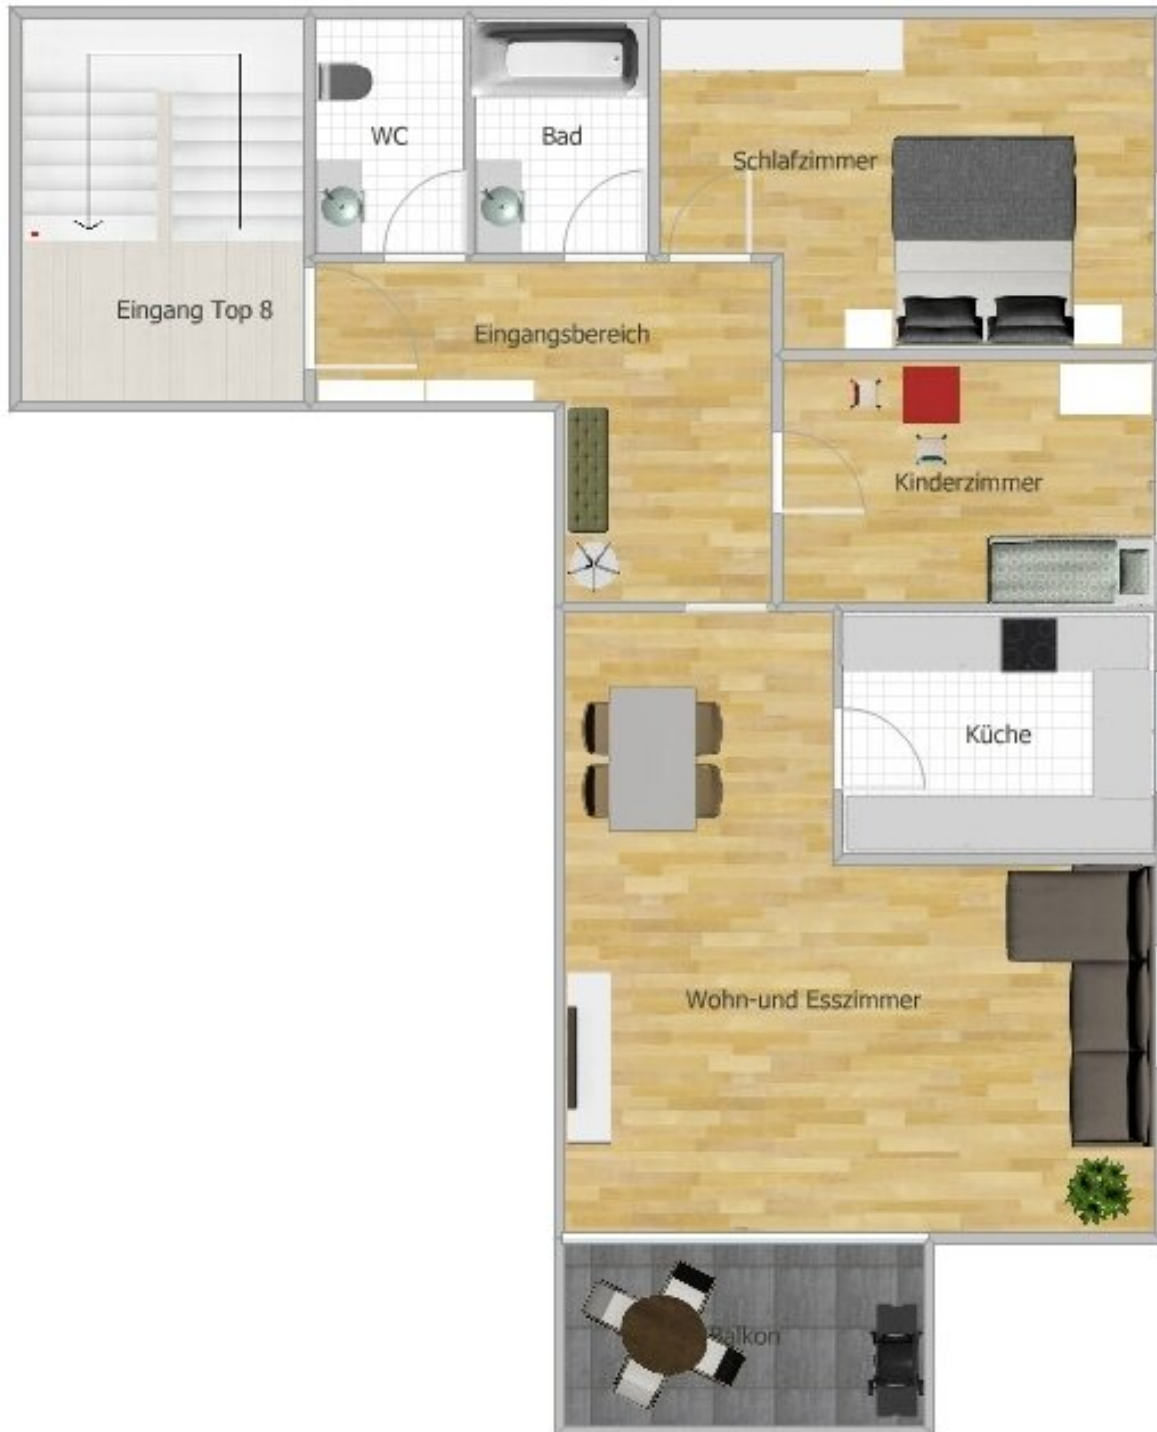 WC
Bad
Schlafzimmer
Eingang Top 8
Eingangsbereich
Kinderzimmer
Küche
Wohn-und Esszimmer
Balkon